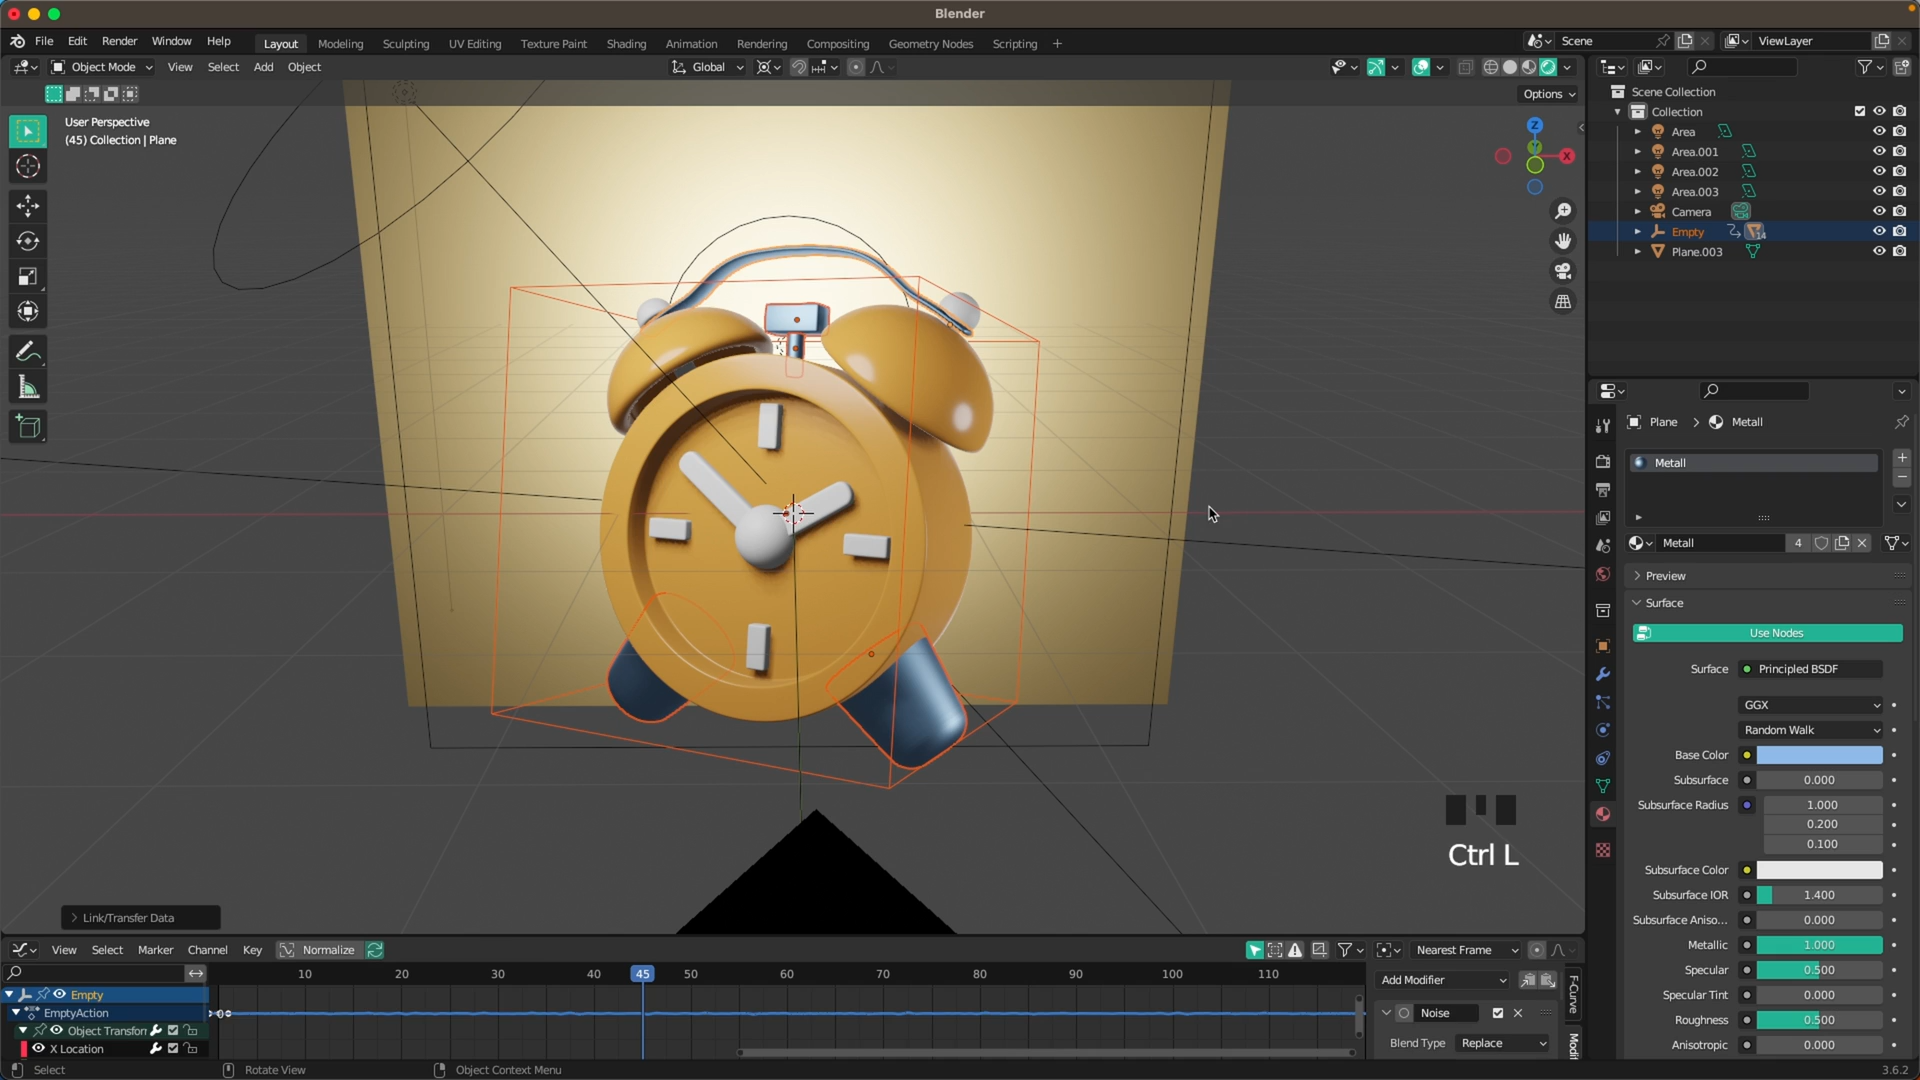 Blender
File Edit Render Window Help
Layout Modeling Sculpting UV Editing Texture Paint Shading Animation Rendering Compositing Geometry Nodes Scripting +
Scene
ViewLayer
Object Mode View Select Add Object
Global
Options
User Perspective
(45) Collection | Plane
Z
X
Scene Collection
Collection
Area
Area.001
Area.002
Area.003
Camera
Empty
14
Plane.003
Plane > Metall
Metall
Metall 4
Preview
Surface
Use Nodes
Surface Principled BSDF
GGX
Random Walk
Base Color
Subsurface 0.000
Subsurface Radius 1.000
0.200
0.100
Subsurface Color
Subsurface IOR 1.400
Subsurface Aniso... 0.000
Metallic 1.000
Specular 0.500
Specular Tint 0.000
Roughness 0.500
Anisotropic 0.000
Ctrl L
Link/Transfer Data
View Select Marker Channel Key Normalize
Nearest Frame
10 20 30 40 45 50 60 70 80 90 100 110
Empty
EmptyAction
Object Transfor
X Location
Add Modifier
Noise
Blend Type Replace
F-Curve
Modif
Select
Rotate View
Object Context Menu
3.6.2